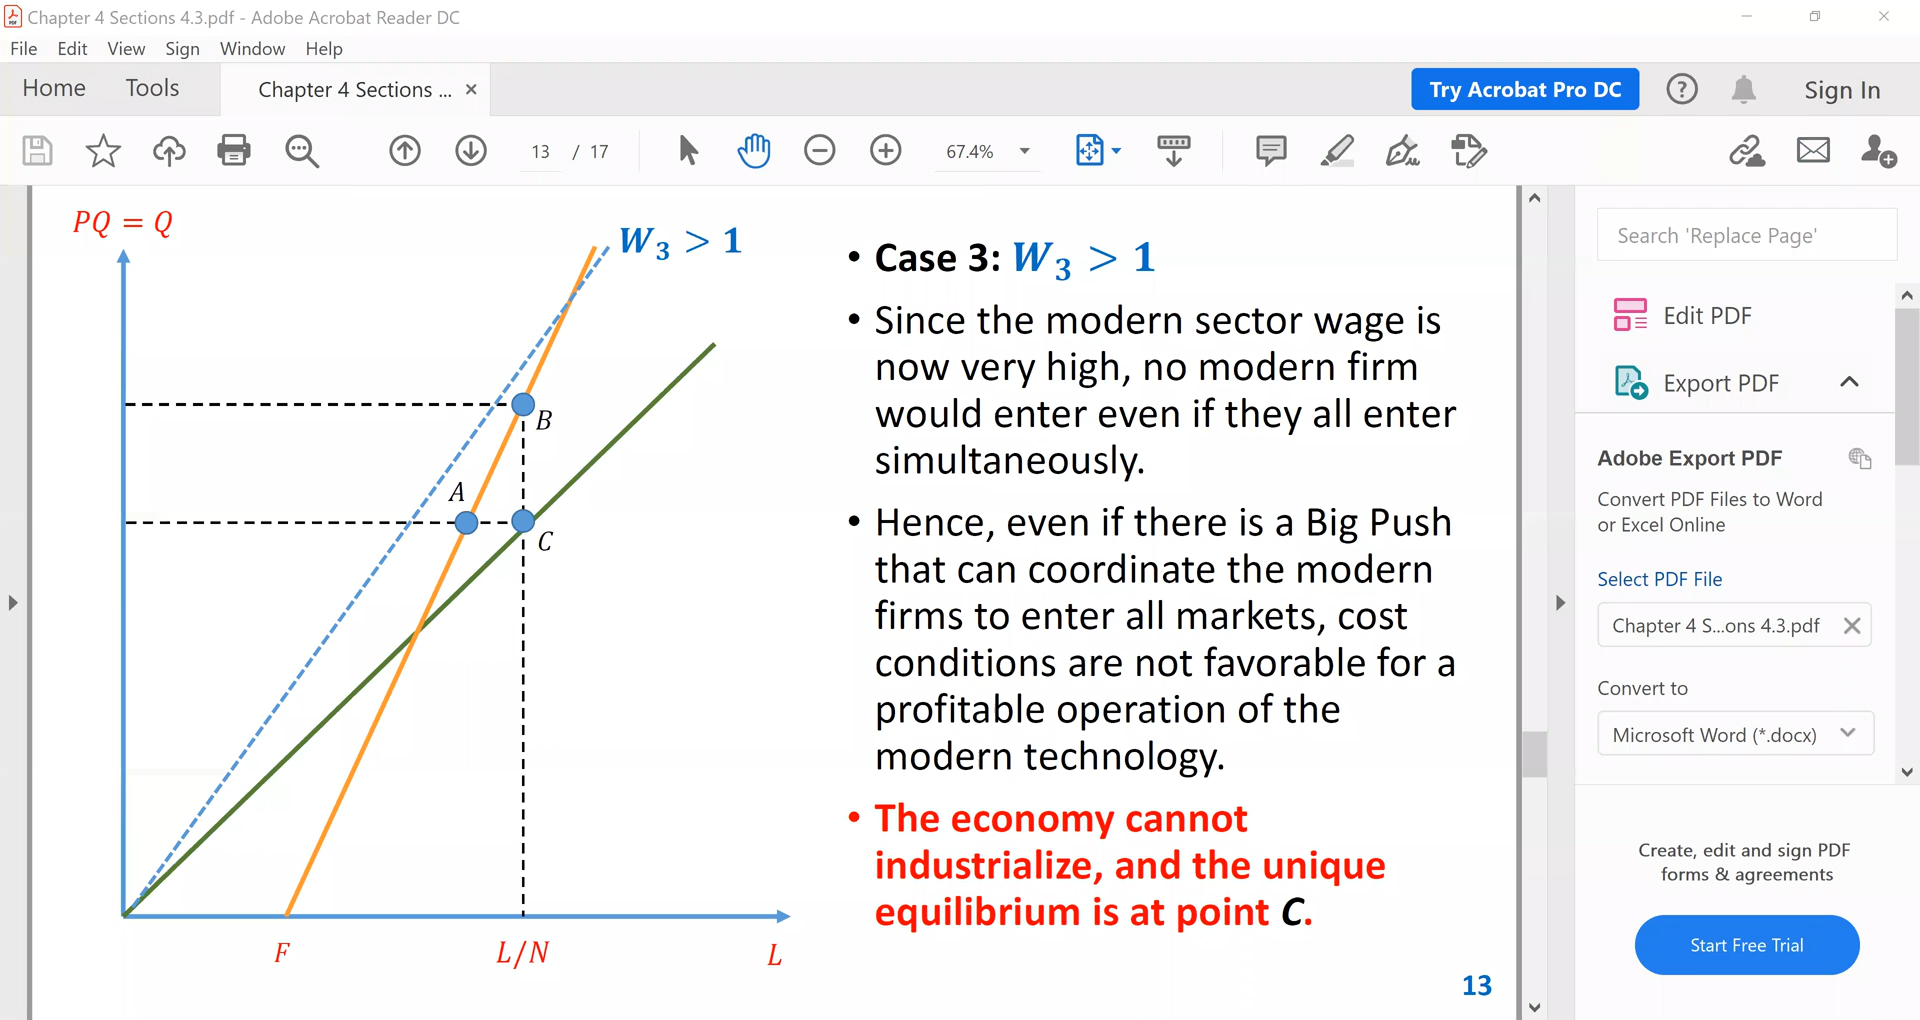 Chapter 4 Sections 4.3.pdf - Adobe Acrobat Reader DC
File Edit View Sign Window Help
Home Tools Chapter 4 Sections ... ×
Try Acrobat Pro DC
? Sign In
13 / 17
67.4%
PQ = Q
W₃ > 1
B
A
C
F
L/N
L
• Case 3: W₃ > 1
• Since the modern sector wage is
now very high, no modern firm
would enter even if they all enter
simultaneously.
• Hence, even if there is a Big Push
that can coordinate the modern
firms to enter all markets, cost
conditions are not favorable for a
profitable operation of the
modern technology.
• The economy cannot
industrialize, and the unique
equilibrium is at point C.
13
Search 'Replace Page'
Edit PDF
Export PDF
Adobe Export PDF
Convert PDF Files to Word
or Excel Online
Select PDF File
Chapter 4 S...ons 4.3.pdf
Convert to
Microsoft Word (*.docx)
Create, edit and sign PDF
forms & agreements
Start Free Trial